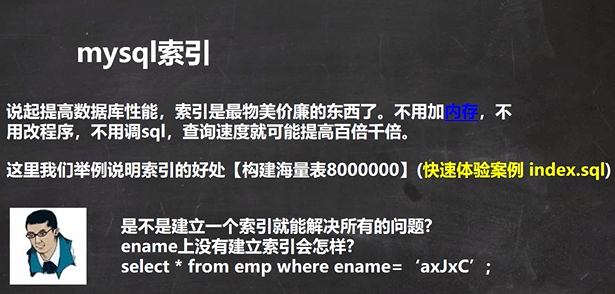 mysql索引
说起提高数据库性能，索引是最物美价廉的东西了。不用加内存，不
用改程序，不用调sql，查询速度就可能提高百倍千倍。
这里我们举例说明索引的好处【构建海量表8000000】(快速体验案例 index.sql)
是不是建立一个索引就能解决所有的问题?
ename上没有建立索引会怎样?
select * from emp where ename=‘axJxC’;